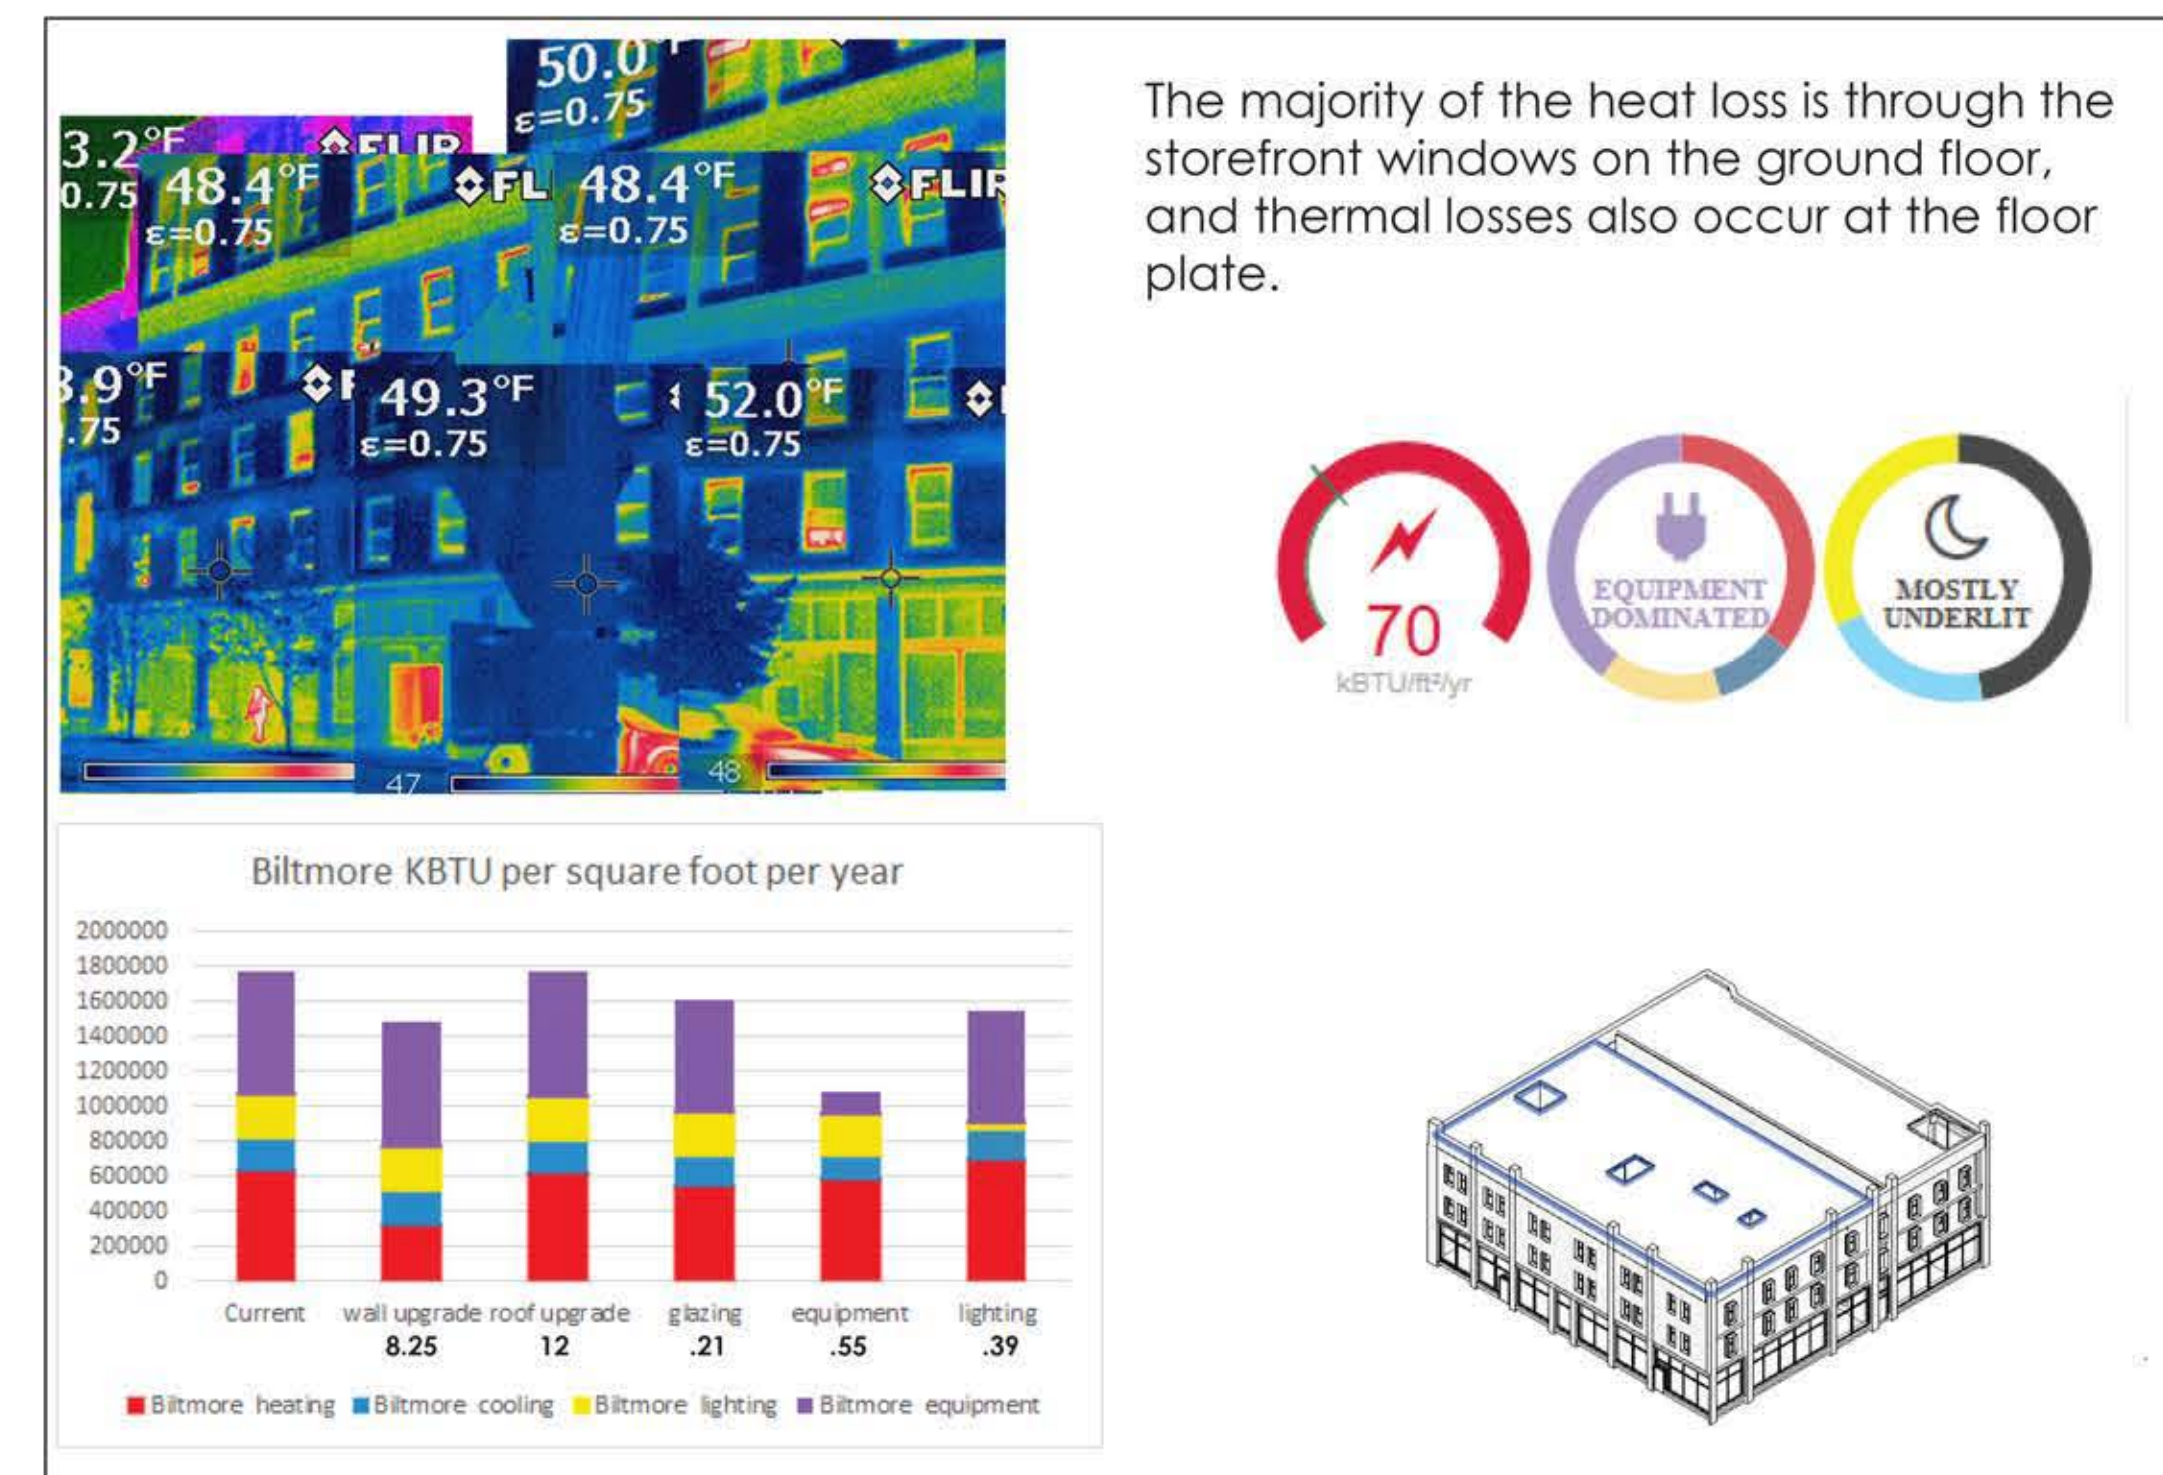 50.0°F
ε=0.75
3.2°F
FLIR
0.75
48.4°F
FL
48.4°F
FLIR
ε=0.75
ε=0.75
.9°F
.75
49.3°F
ε=0.75
52.0°F
ε=0.75
47
48
The majority of the heat loss is through the
storefront windows on the ground floor,
and thermal losses also occur at the floor
plate.
70
kBTU/ft²/yr
EQUIPMENT
DOMINATED
MOSTLY
UNDERLIT
Biltmore KBTU per square foot per year
2000000
1800000
1600000
1400000
1200000
1000000
800000
600000
400000
200000
0
Current wall upgrade roof upgrade glazing equipment lighting
8.25 12 .21 .55 .39
Biltmore heating Biltmore cooling Biltmore lighting Biltmore equipment